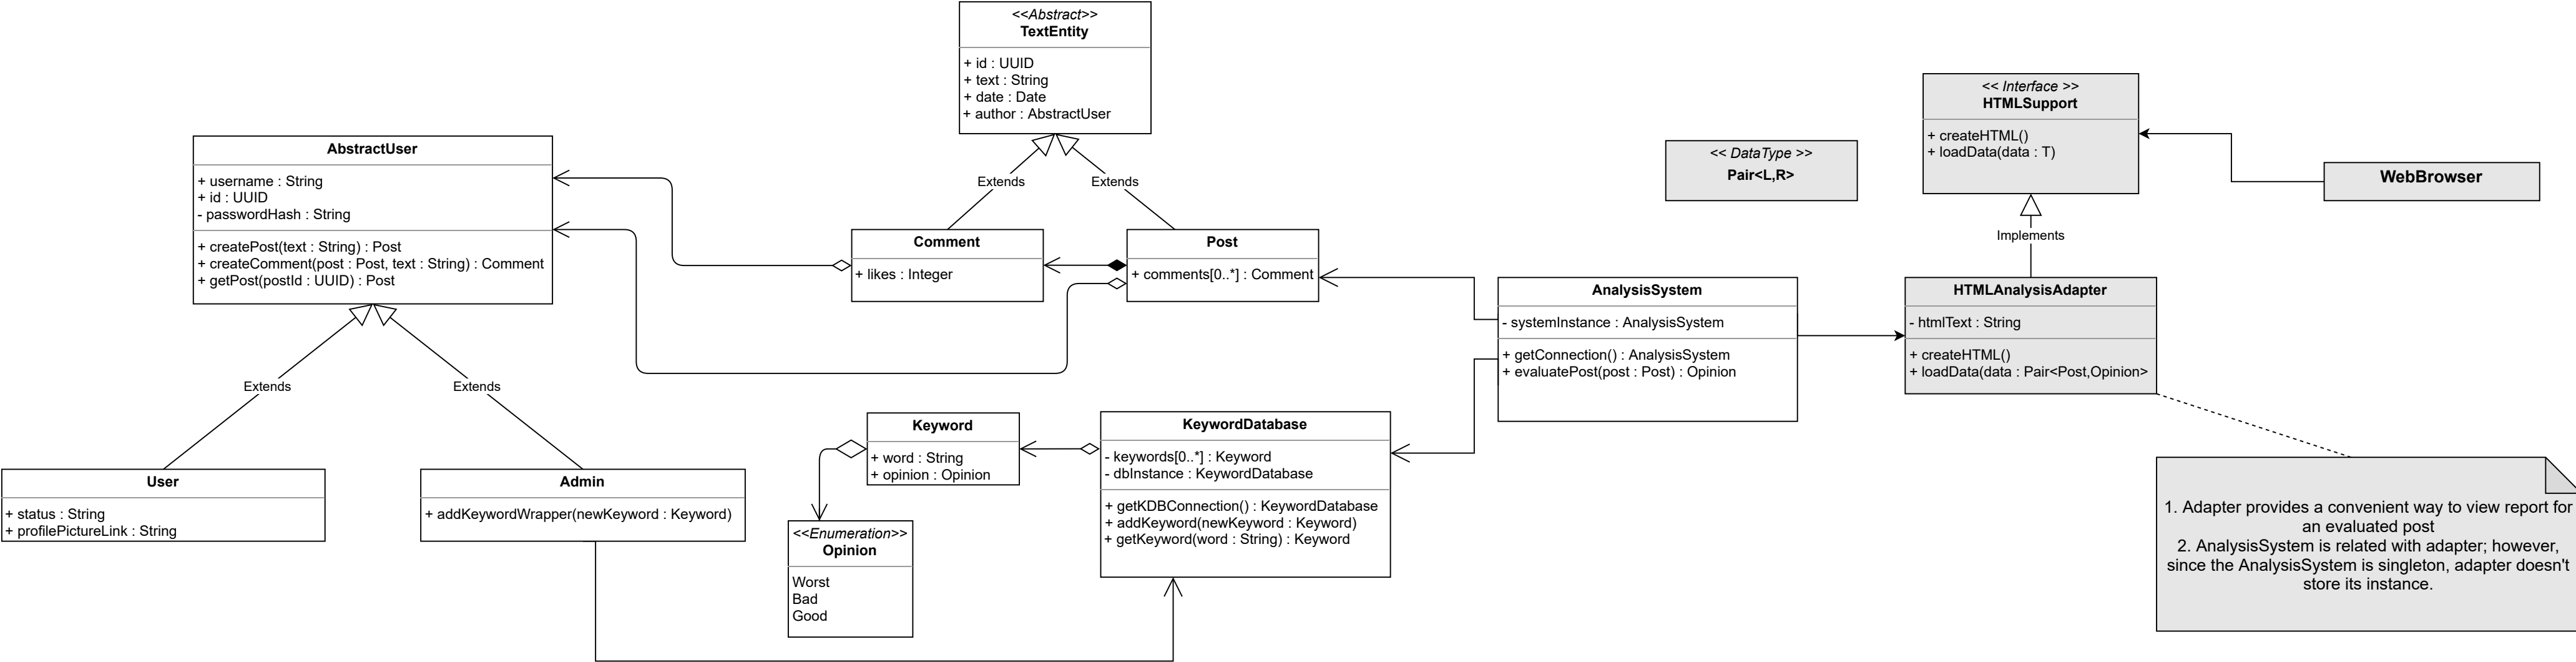 <<Abstract>>
TextEntity
+ id : UUID
+ text : String
+ date : Date
+ author : AbstractUser
<< Interface >>
HTMLSupport
+ createHTML()
+ loadData(data : T)
AbstractUser
+ username : String
+ id : UUID
- passwordHash : String
+ createPost(text : String) : Post
+ createComment(post : Post, text : String) : Comment
+ getPost(postId : UUID) : Post
<< DataType >>
Pair<L,R>
WebBrowser
Extends
Extends
Implements
Comment
+ likes : Integer
Post
+ comments[0..*] : Comment
AnalysisSystem
- systemInstance : AnalysisSystem
+ getConnection() : AnalysisSystem
+ evaluatePost(post : Post) : Opinion
HTMLAnalysisAdapter
- htmlText : String
+ createHTML()
+ loadData(data : Pair<Post,Opinion>
Extends
Extends
Keyword
+ word : String
+ opinion : Opinion
KeywordDatabase
- keywords[0..*] : Keyword
- dbInstance : KeywordDatabase
+ getKDBConnection() : KeywordDatabase
+ addKeyword(newKeyword : Keyword)
+ getKeyword(word : String) : Keyword
User
+ status : String
+ profilePictureLink : String
Admin
+ addKeywordWrapper(newKeyword : Keyword)
<<Enumeration>>
Opinion
Worst
Bad
Good
1. Adapter provides a convenient way to view report for
an evaluated post
2. AnalysisSystem is related with adapter; however,
since the AnalysisSystem is singleton, adapter doesn't
store its instance.